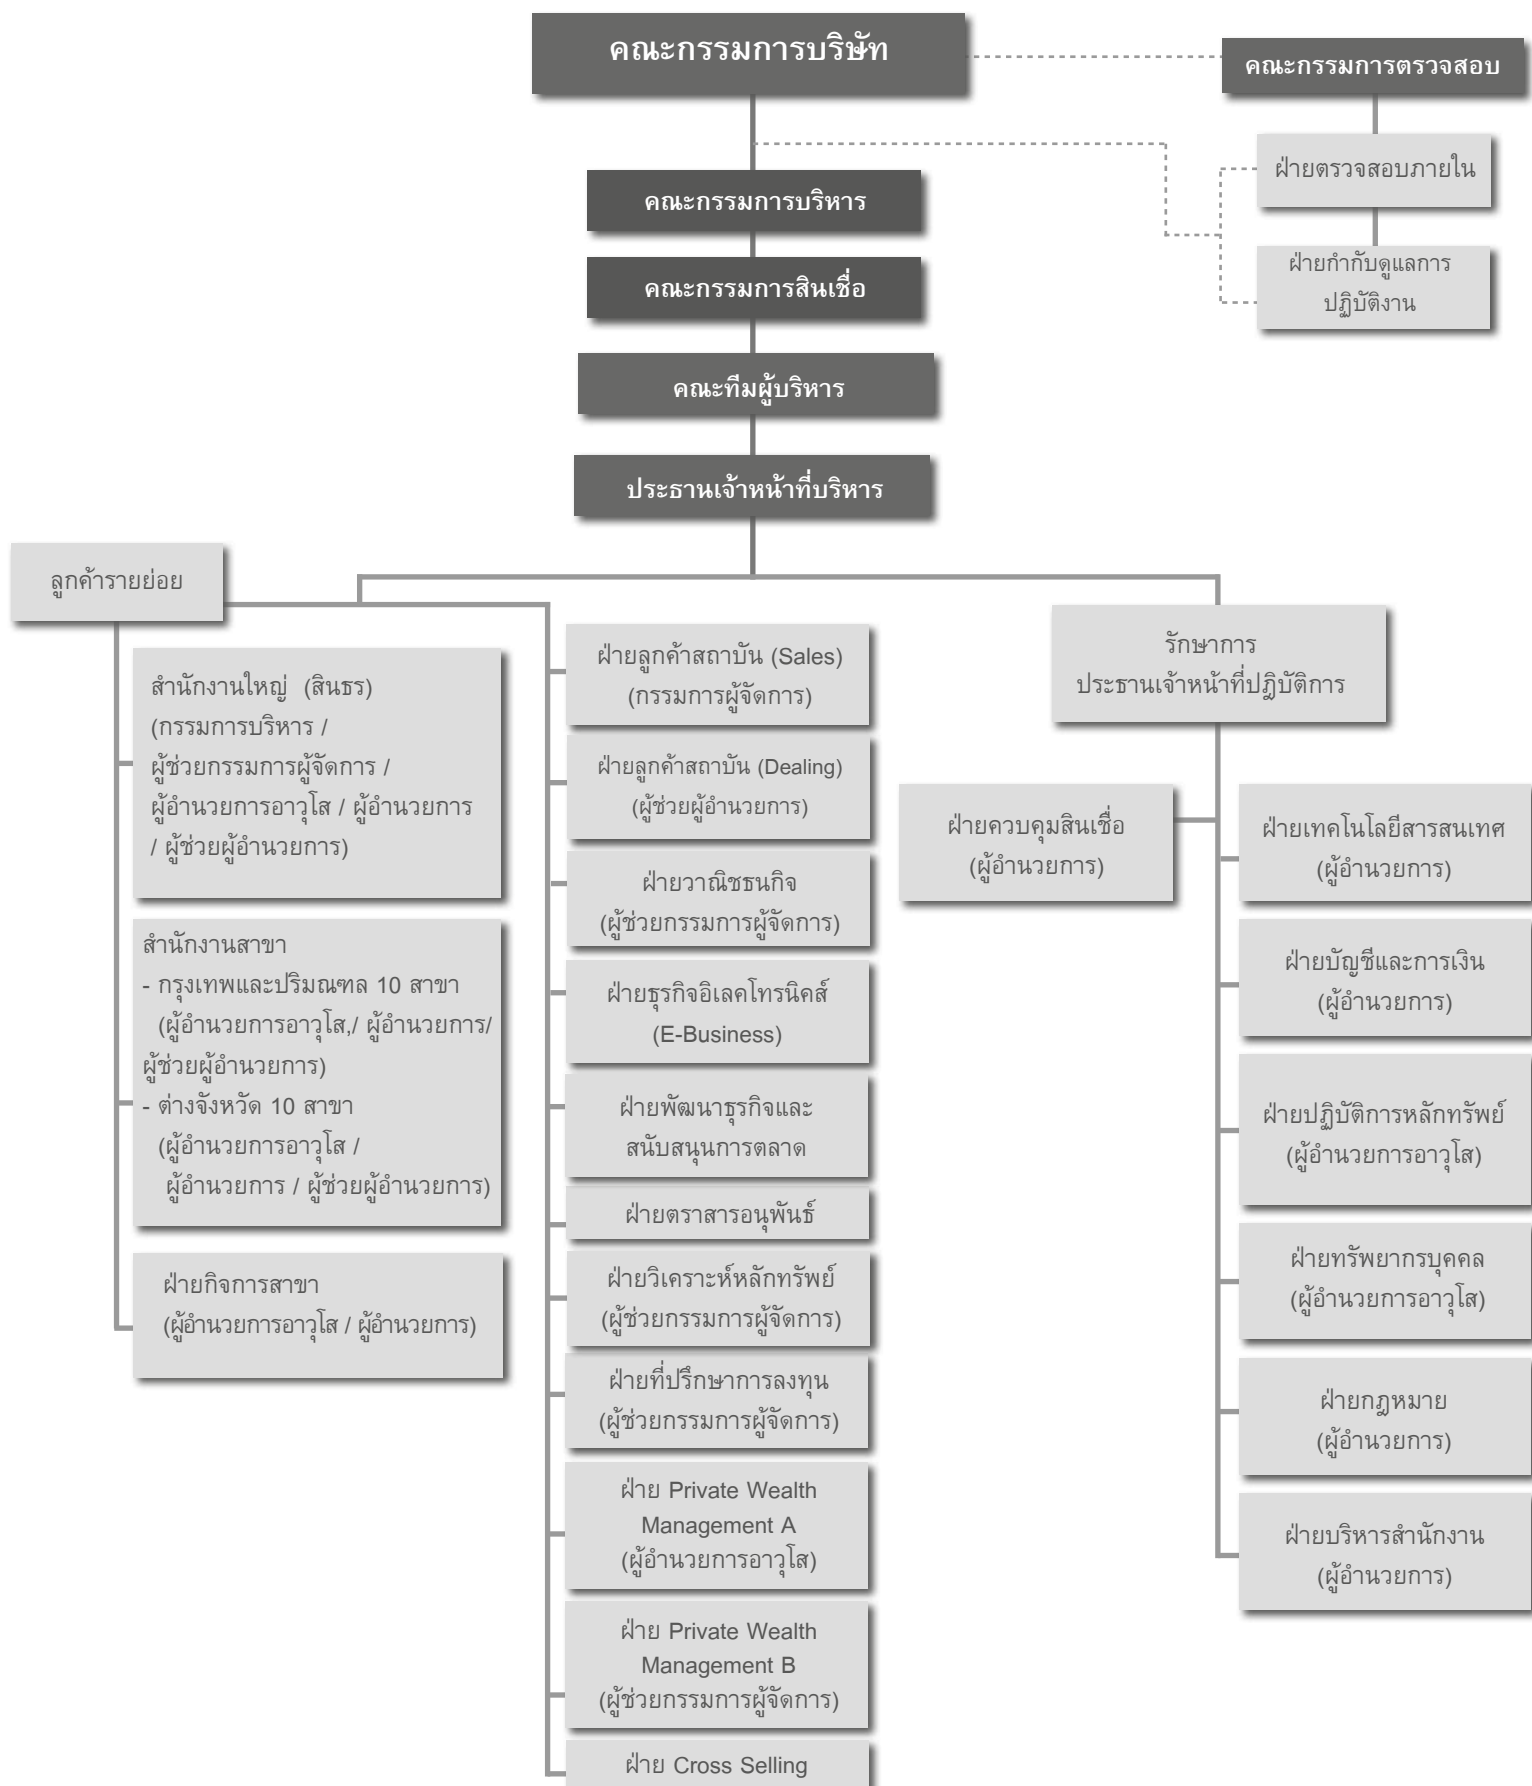 คณะกรรมการบริษัท
คณะกรรมการตรวจสอบ
ฝ่ายตรวจสอบภายใน
ฝ่ายกำกับดูแลการ
ปฏิบัติงาน
คณะกรรมการบริหาร
คณะกรรมการสินเชื่อ
คณะทีมผู้บริหาร
ประธานเจ้าหน้าที่บริหาร
ลูกค้ารายย่อย
สำนักงานใหญ่ (สินธร)
(กรรมการบริหาร /
ผู้ช่วยกรรมการผู้จัดการ /
ผู้อำนวยการอาวุโส / ผู้อำนวยการ
/ ผู้ช่วยผู้อำนวยการ)
สำนักงานสาขา
- กรุงเทพและปริมณฑล 10 สาขา
(ผู้อำนวยการอาวุโส,/ ผู้อำนวยการ/
ผู้ช่วยผู้อำนวยการ)
- ต่างจังหวัด 10 สาขา
(ผู้อำนวยการอาวุโส /
ผู้อำนวยการ / ผู้ช่วยผู้อำนวยการ)
ฝ่ายกิจการสาขา
(ผู้อำนวยการอาวุโส / ผู้อำนวยการ)
ฝ่ายลูกค้าสถาบัน (Sales)
(กรรมการผู้จัดการ)
ฝ่ายลูกค้าสถาบัน (Dealing)
(ผู้ช่วยผู้อำนวยการ)
ฝ่ายวาณิชธนกิจ
(ผู้ช่วยกรรมการผู้จัดการ)
ฝ่ายธุรกิจอิเลคโทรนิคส์
(E-Business)
ฝ่ายพัฒนาธุรกิจและ
สนับสนุนการตลาด
ฝ่ายตราสารอนุพันธ์
ฝ่ายวิเคราะห์หลักทรัพย์
(ผู้ช่วยกรรมการผู้จัดการ)
ฝ่ายที่ปรึกษาการลงทุน
(ผู้ช่วยกรรมการผู้จัดการ)
ฝ่าย Private Wealth
Management A
(ผู้อำนวยการอาวุโส)
ฝ่าย Private Wealth
Management B
(ผู้ช่วยกรรมการผู้จัดการ)
ฝ่าย Cross Selling
รักษาการ
ประธานเจ้าหน้าที่ปฎิบัติการ
ฝ่ายควบคุมสินเชื่อ
(ผู้อำนวยการ)
ฝ่ายเทคโนโลยีสารสนเทศ
(ผู้อำนวยการ)
ฝ่ายบัญชีและการเงิน
(ผู้อำนวยการ)
ฝ่ายปฏิบัติการหลักทรัพย์
(ผู้อำนวยการอาวุโส)
ฝ่ายทรัพยากรบุคคล
(ผู้อำนวยการอาวุโส)
ฝ่ายกฎหมาย
(ผู้อำนวยการ)
ฝ่ายบริหารสำนักงาน
(ผู้อำนวยการ)